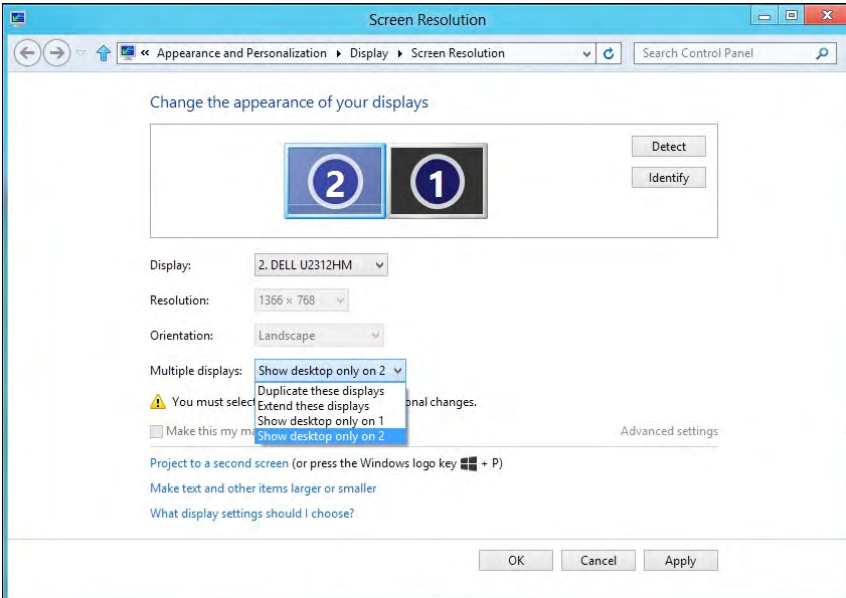 Screen Resolution
« Appearance and Personalization Display Screen Resolution Search Control Panel
Change the appearance of your displays
2 1
Detect
Identify
Display: 2. DELL U2312HM
Resolution: 1366 × 768
Orientation: Landscape
Multiple displays: Show desktop only on 2
Duplicate these displays
You must select onal changes.
Extend these displays
Show desktop only on 1
Make this my ma Advanced settings
Show desktop only on 2
Project to a second screen (or press the Windows logo key + P)
Make text and other items larger or smaller
What display settings should I choose?
OK Cancel Apply